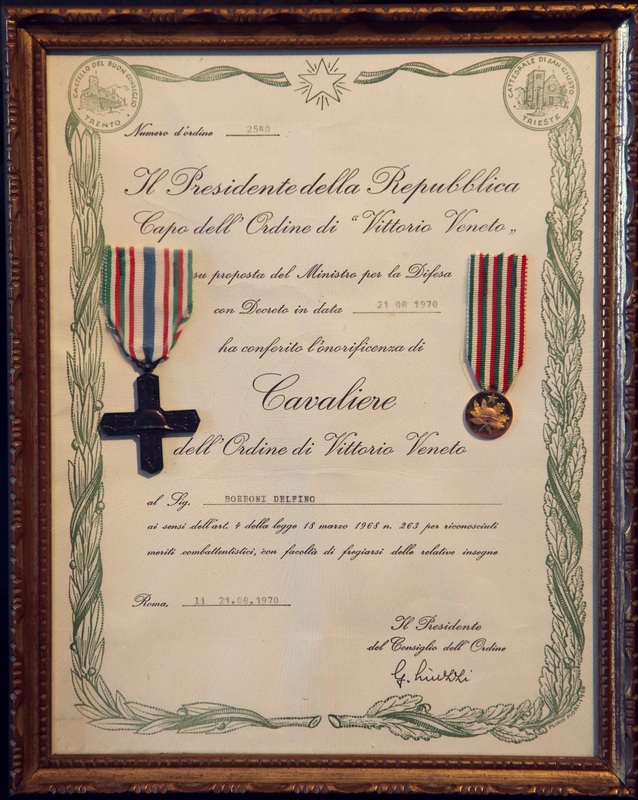 CASTELLO DEL BUON CONSIGLIO
TRENTO
CATTEDRALE DI SAN GIUSTO
TRIESTE
Numero d'ordine 2540
Il Presidente della Repubblica
Capo dell'Ordine di "Vittorio Veneto„
su proposta del Ministro per la Difesa
con Decreto in data 21 08 1970
ha conferito l'onorificenza di
Cavaliere
dell'Ordine di Vittorio Veneto
al Sig. BORBONI DELFINO
ai sensi dell'art. 4 della legge 18 marzo 1968 n. 263 per riconosciuti
meriti combattentistici, con facoltà di fregiarsi delle relative insegne
Roma, lì 21.08.1970
Il Presidente
del Consiglio dell'Ordine
G. Liuzzi